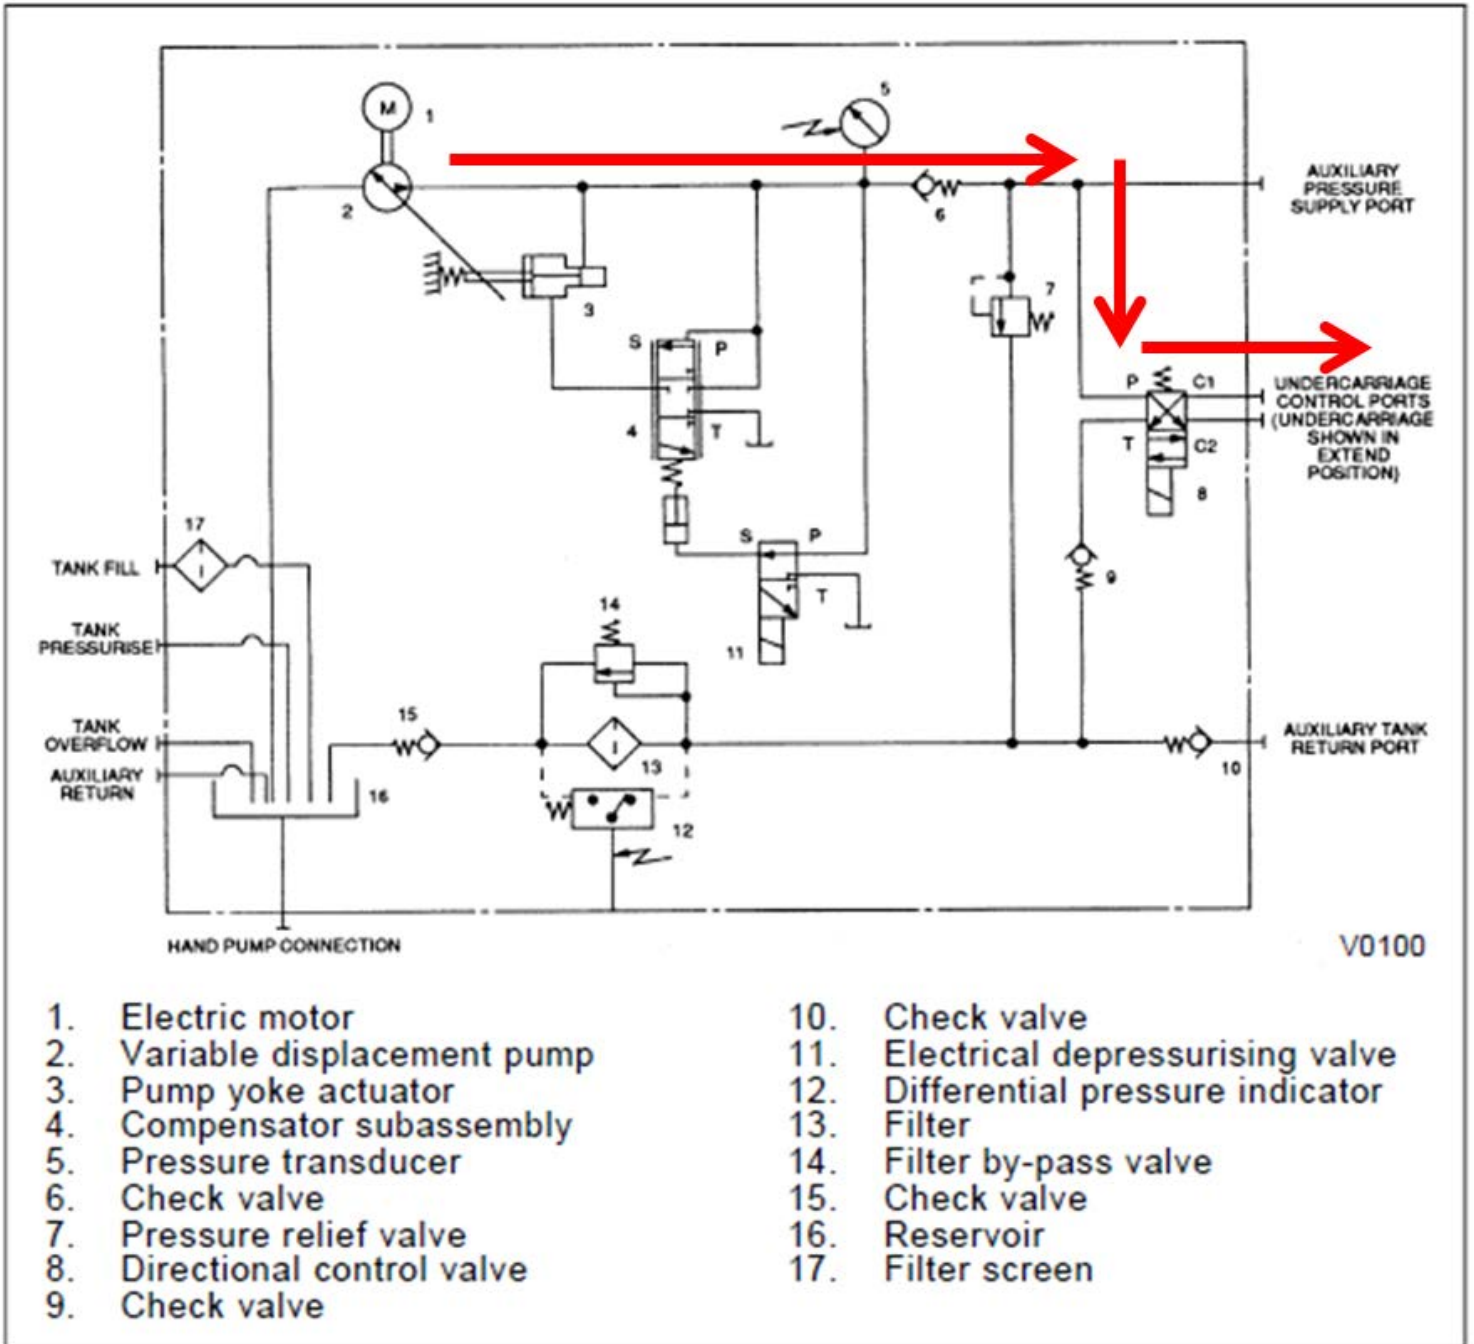 M
1
2
3
S
P
4
T
5
6
7
AUXILIARY
PRESSURE
SUPPLY PORT
P
C1
T
C2
8
UNDERCARRIAGE
CONTROL PORTS
(UNDERCARRIAGE
SHOWN IN
EXTEND
POSITION)
9
S
P
T
11
17
TANK FILL
TANK
PRESSURISE
TANK
OVERFLOW
AUXILIARY
RETURN
14
15
13
16
12
10
AUXILIARY TANK
RETURN PORT
HAND PUMP CONNECTION
V0100
1. Electric motor
2. Variable displacement pump
3. Pump yoke actuator
4. Compensator subassembly
5. Pressure transducer
6. Check valve
7. Pressure relief valve
8. Directional control valve
9. Check valve
10. Check valve
11. Electrical depressurising valve
12. Differential pressure indicator
13. Filter
14. Filter by-pass valve
15. Check valve
16. Reservoir
17. Filter screen